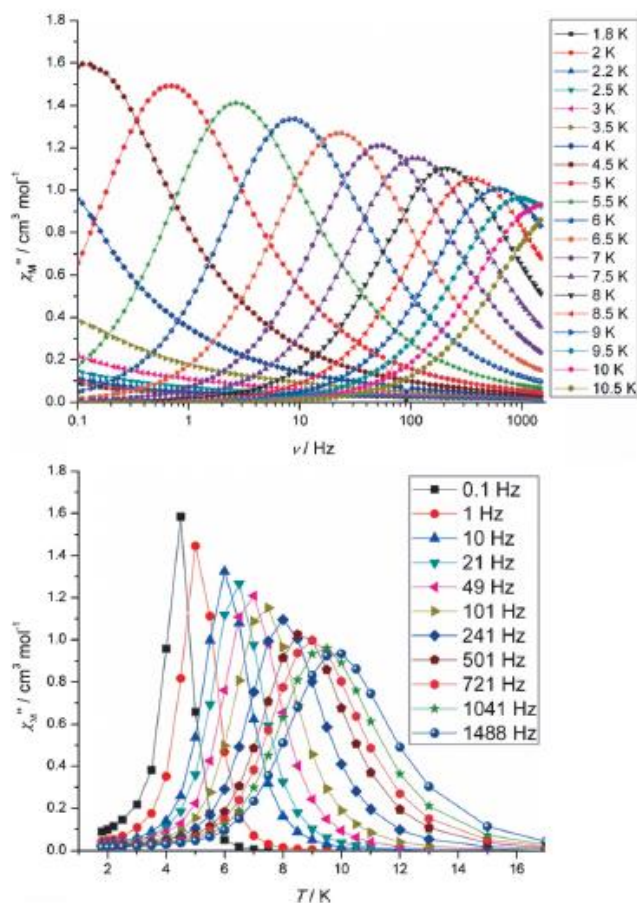 1.8
1.6
1.4
1.2
1.0
0.8
0.6
0.4
0.2
0.0
χM'' / cm³ mol⁻¹
0.1 1 10 100 1000
ν / Hz
1.8 K
2 K
2.2 K
2.5 K
3 K
3.5 K
4 K
4.5 K
5 K
5.5 K
6 K
6.5 K
7 K
7.5 K
8 K
8.5 K
9 K
9.5 K
10 K
10.5 K
1.8
1.6
1.4
1.2
1.0
0.8
0.6
0.4
0.2
0.0
χM'' / cm³ mol⁻¹
2 4 6 8 10 12 14 16
T / K
0.1 Hz
1 Hz
10 Hz
21 Hz
49 Hz
101 Hz
241 Hz
501 Hz
721 Hz
1041 Hz
1488 Hz